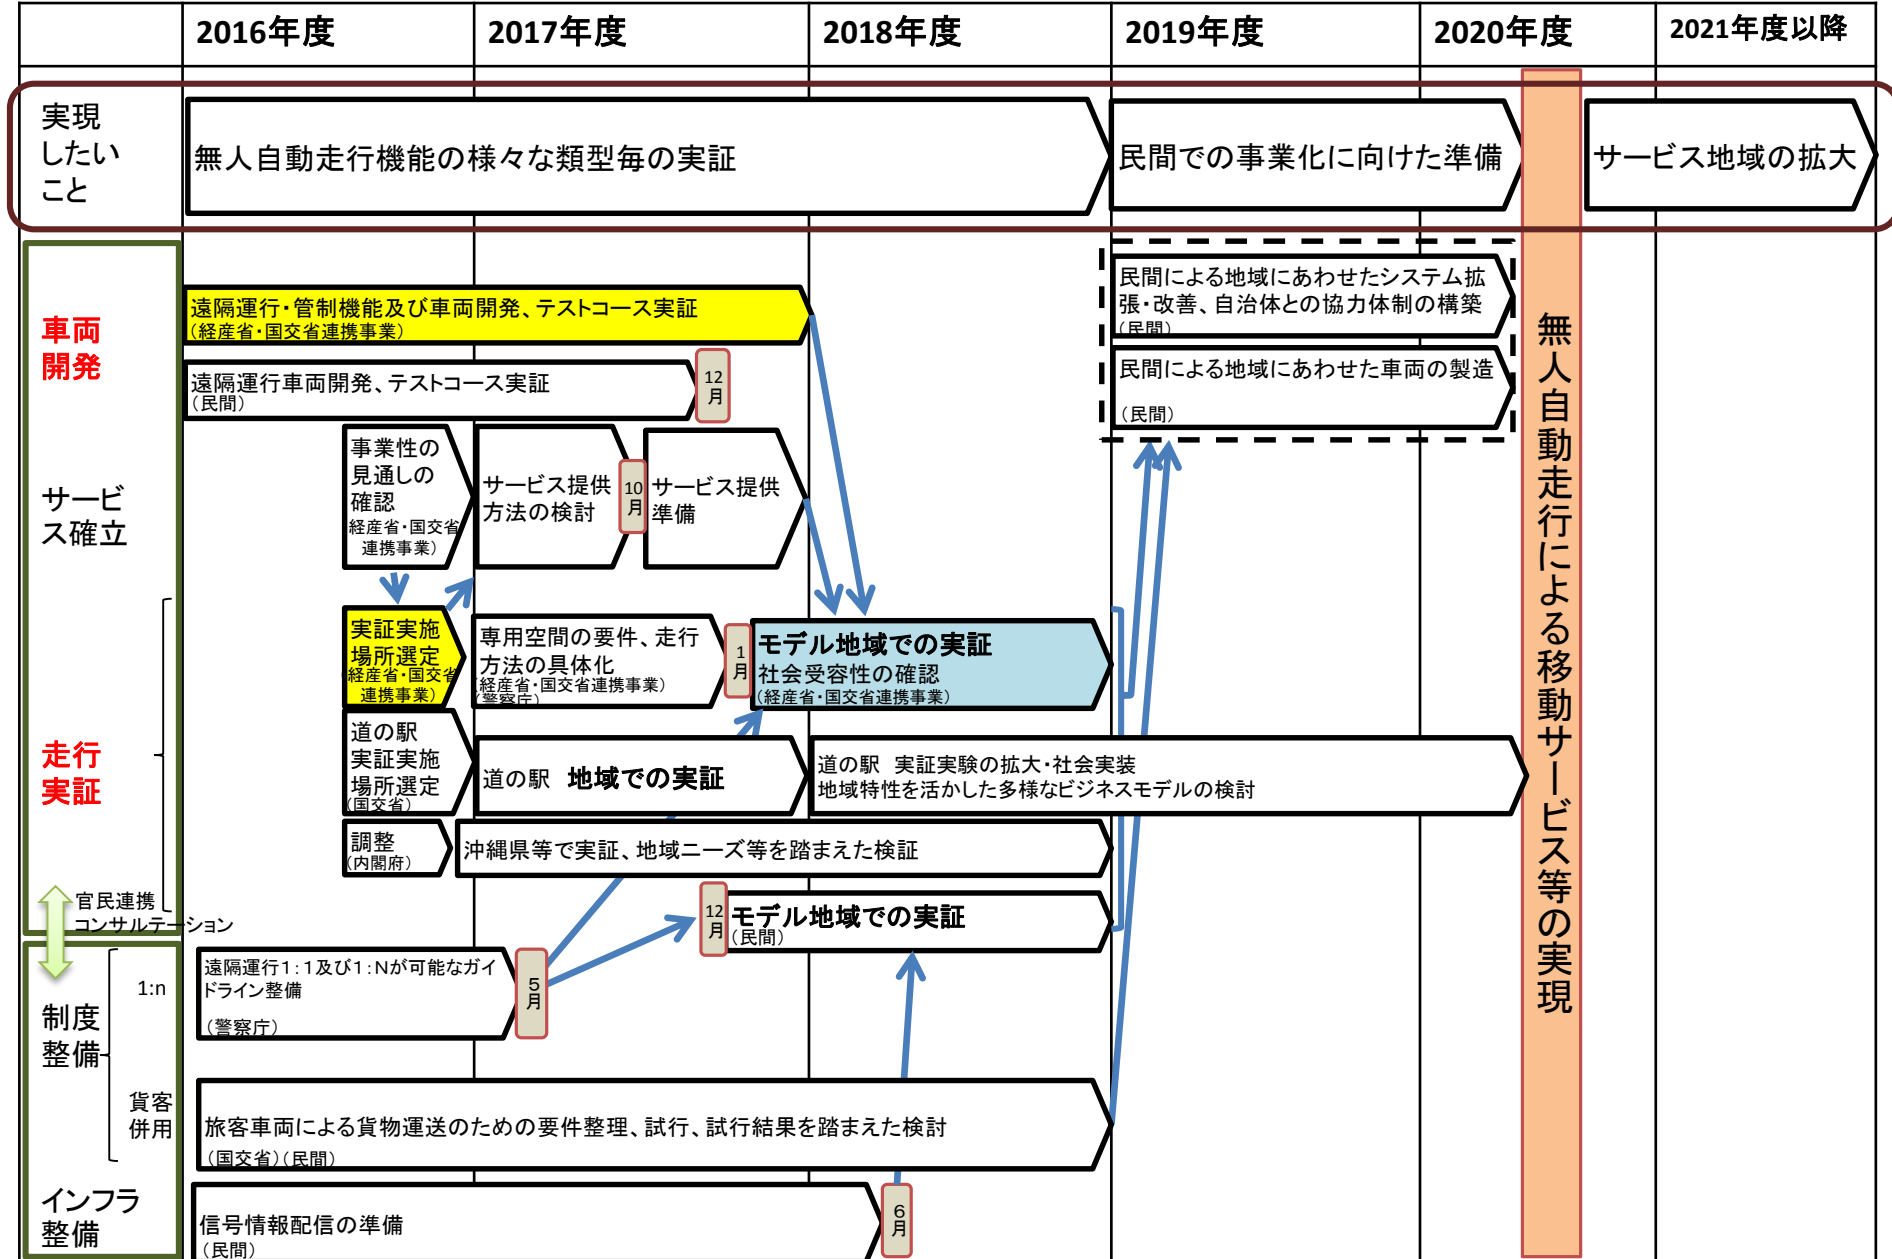 2016年度
2017年度
2018年度
2019年度
2020年度
2021年度以降
実現
したい
こと
無人自動走行機能の様々な類型毎の実証
民間での事業化に向けた準備
サービス地域の拡大
車両
開発
遠隔運行・管制機能及び車両開発、テストコース実証
（経産省・国交省連携事業）
民間による地域にあわせたシステム拡
張・改善、自治体との協力体制の構築
（民間）
遠隔運行車両開発、テストコース実証
（民間）
12
月
民間による地域にあわせた車両の製造
（民間）
サービ
ス確立
事業性の
見通しの
確認
経産省・国交省
連携事業）
サービス提供
方法の検討
10
月
サービス提供
準備
走行
実証
実証実施
場所選定
（経産省・国交省
連携事業）
専用空間の要件、走行
方法の具体化
（経産省・国交省連携事業）
（警察庁）
1
月
モデル地域での実証
社会受容性の確認
（経産省・国交省連携事業）
道の駅
実証実施
場所選定
（国交省）
道の駅　地域での実証
道の駅　実証実験の拡大・社会実装
地域特性を活かした多様なビジネスモデルの検討
調整
（内閣府）
沖縄県等で実証、地域ニーズ等を踏まえた検証
12
月
モデル地域での実証
（民間）
官民連携
コンサルテーション
制度
整備
1:n
遠隔運行1：1及び1：Nが可能なガイ
ドライン整備
（警察庁）
5
月
貨客
併用
旅客車両による貨物運送のための要件整理、試行、試行結果を踏まえた検討
（国交省）（民間）
インフラ
整備
信号情報配信の準備
（民間）
6
月
無人自動走行による移動サービス等の実現